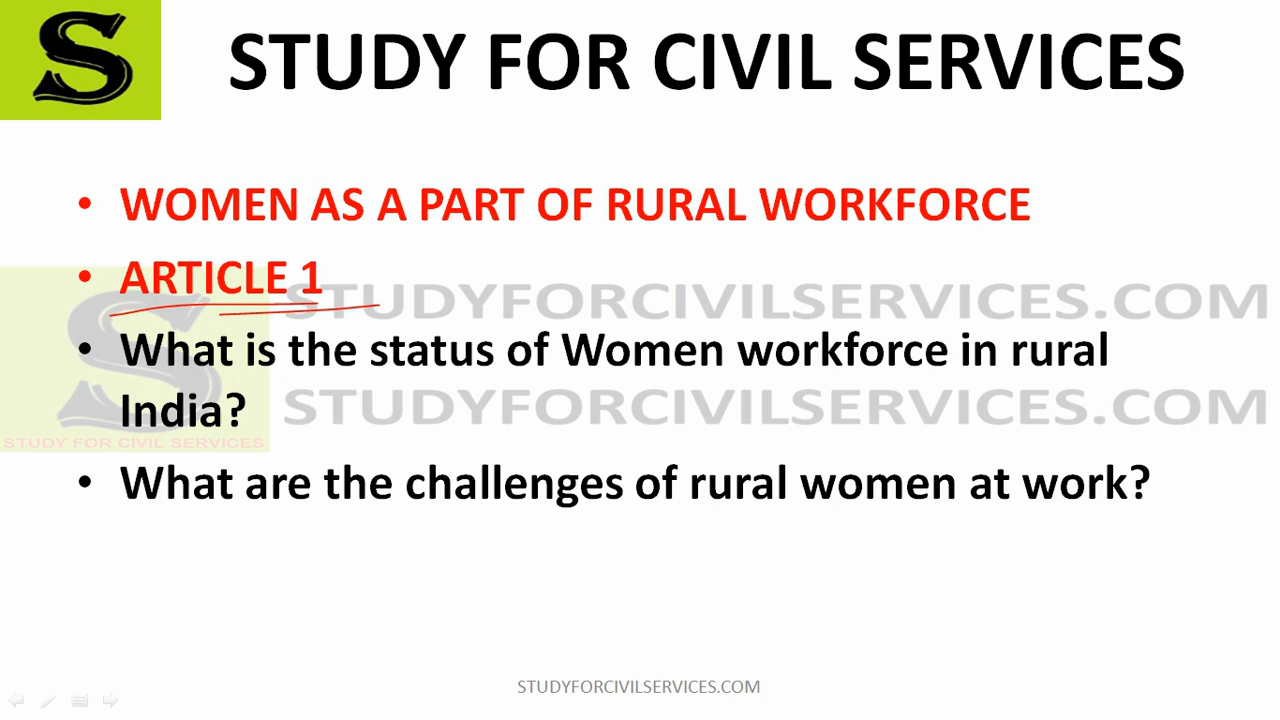 S
STUDY FOR CIVIL SERVICES
• WOMEN AS A PART OF RURAL WORKFORCE
• ARTICLE 1
STUDYFORCIVILSERVICES.COM
• What is the status of Women workforce in rural
India?
STUDYFORCIVILSERVICES.COM
S
STUDY FOR CIVIL SERVICES
• What are the challenges of rural women at work?
STUDYFORCIVILSERVICES.COM